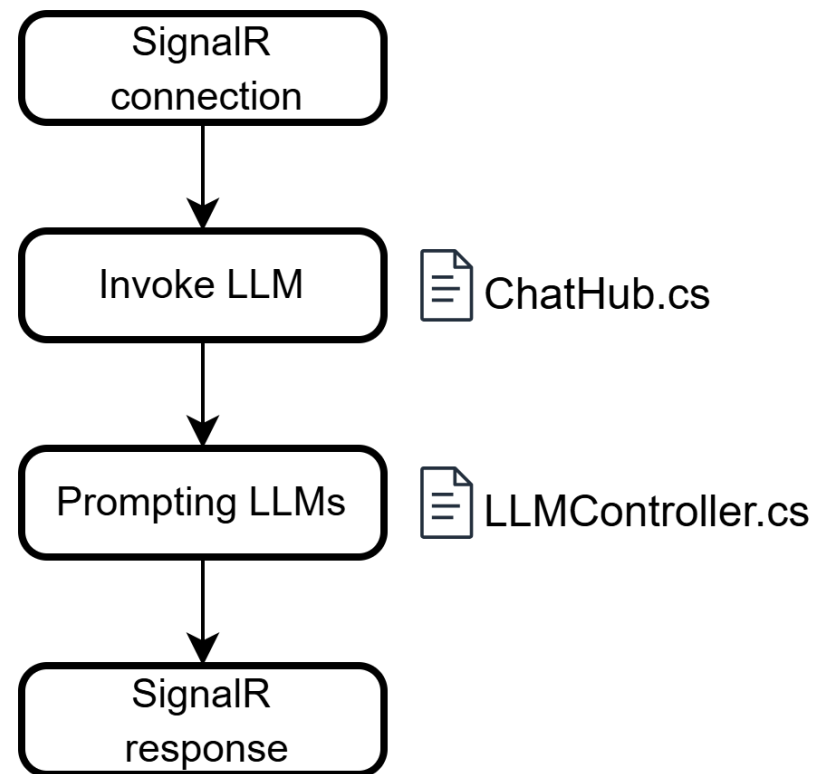 SignalR
connection
Invoke LLM
ChatHub.cs
Prompting LLMs
LLMController.cs
SignalR
response